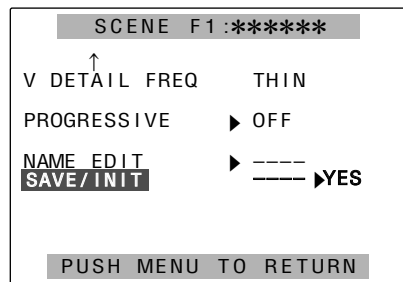 SCENE F1:******
↑
V DETAIL FREQ THIN
PROGRESSIVE ▶ OFF
NAME EDIT ▶ ----
SAVE/INIT ---- ▶YES
PUSH MENU TO RETURN